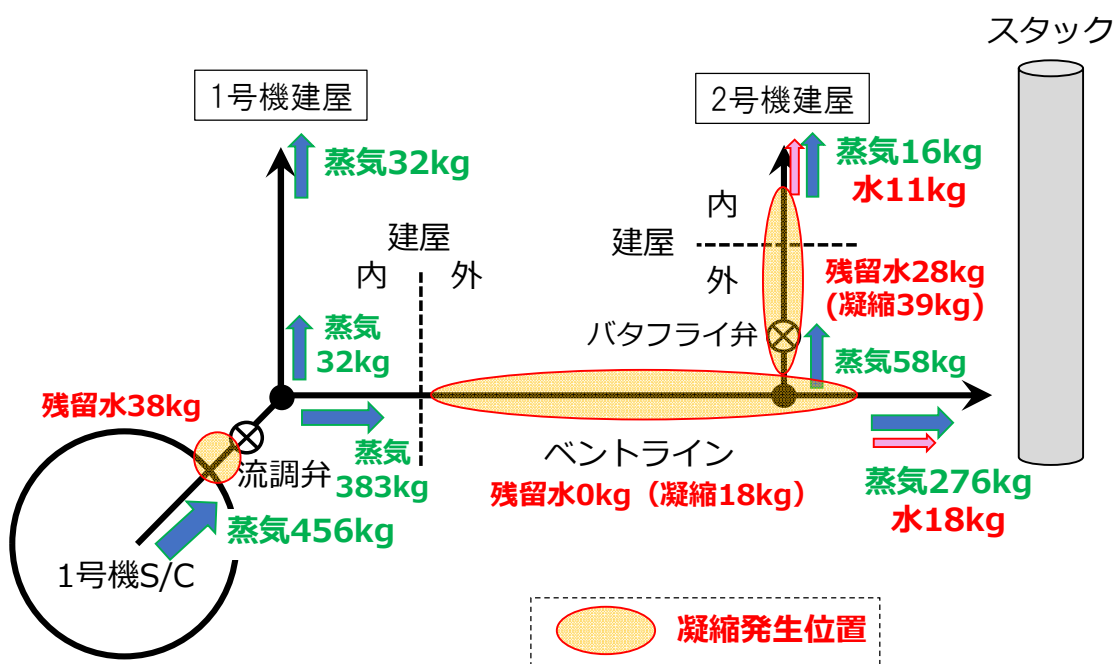 スタック
1号機建屋
2号機建屋
蒸気32kg
蒸気16kg
水11kg
内
建屋
外
建屋
内 外
残留水28kg
(凝縮39kg)
バタフライ弁
蒸気
32kg
蒸気58kg
残留水38kg
流調弁
蒸気
383kg
ベントライン
残留水0kg（凝縮18kg）
蒸気276kg
水18kg
蒸気456kg
1号機S/C
凝縮発生位置